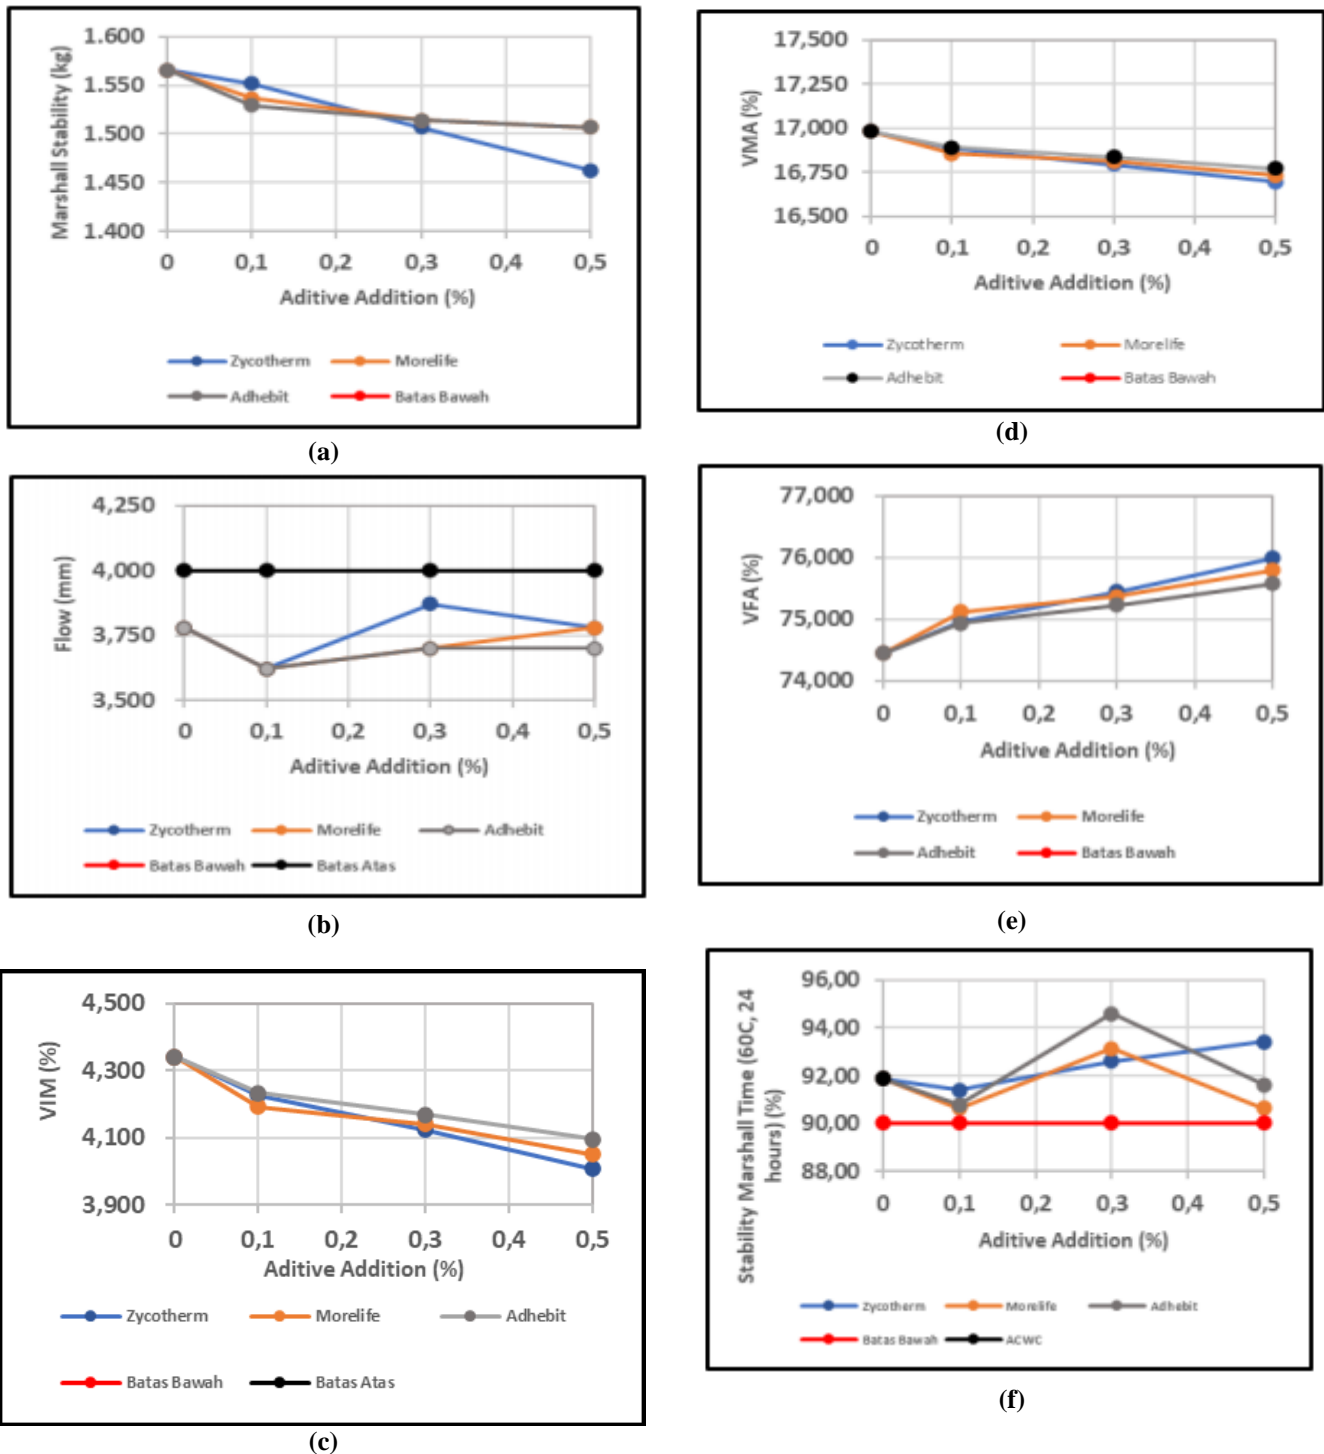 1.600
1.550
1.500
1.450
1.400
Marshall Stability (kg)
0 0,1 0,2 0,3 0,4 0,5
Aditive Addition (%)
Zycotherm Morelife
Adhebit Batas Bawah
(a)
4,250
4,000
3,750
3,500
Flow (mm)
0 0,1 0,2 0,3 0,4 0,5
Aditive Addition (%)
Zycotherm Morelife Adhebit
Batas Bawah Batas Atas
(b)
4,500
4,300
4,100
3,900
VIM (%)
0 0,1 0,2 0,3 0,4 0,5
Aditive Addition (%)
Zycotherm Morelife Adhebit
Batas Bawah Batas Atas
(c)
17,500
17,250
17,000
16,750
16,500
VMA (%)
0 0,1 0,2 0,3 0,4 0,5
Aditive Addition (%)
Zycotherm Morelife
Adhebit Batas Bawah
(d)
77,000
76,000
75,000
74,000
VFA (%)
0 0,1 0,2 0,3 0,4 0,5
Aditive Addition (%)
Zycotherm Morelife
Adhebit Batas Bawah
(e)
96,00
94,00
92,00
90,00
88,00
Stability Marshall Time (60C, 24
hours) (%)
0 0,1 0,2 0,3 0,4 0,5
Aditive Addition (%)
Zycotherm Morelife Adhebit
Batas Bawah ACWC
(f)